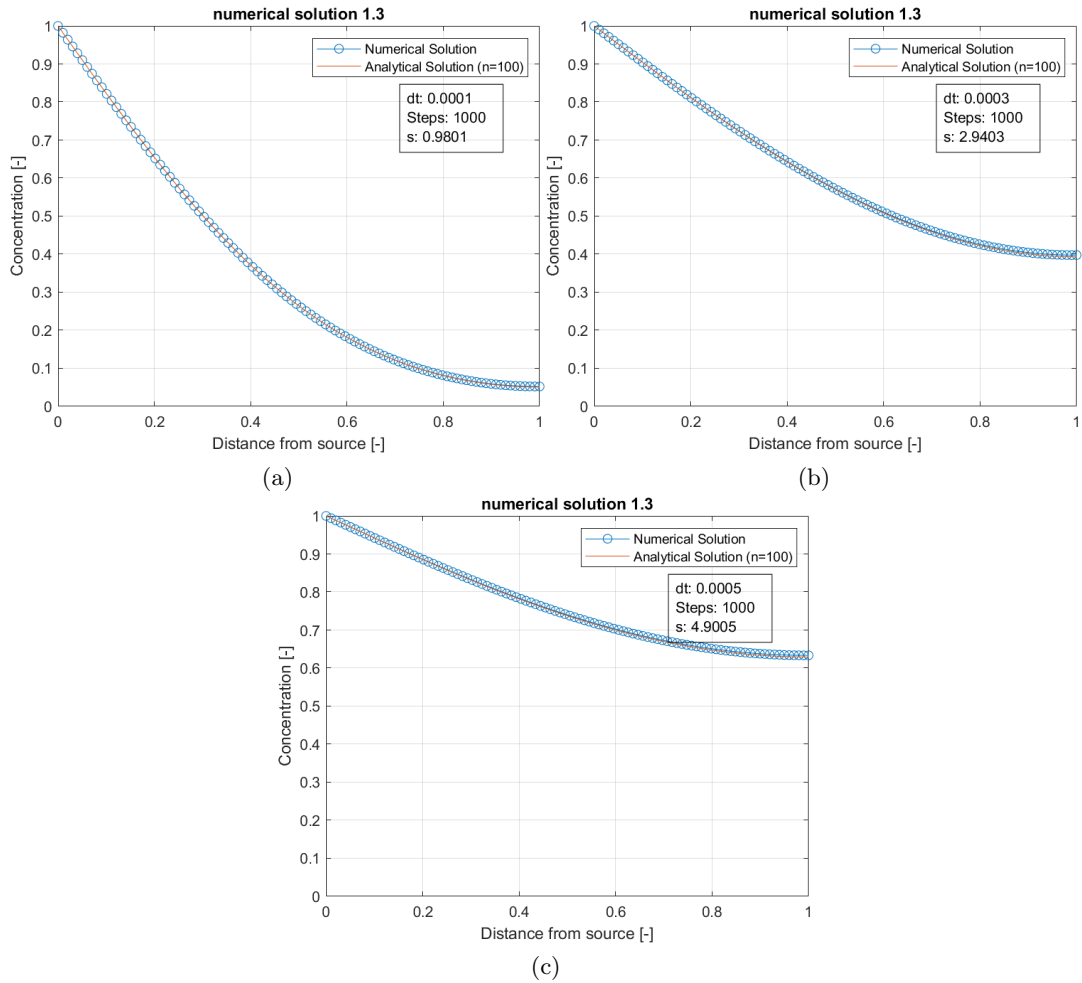 numerical solution 1.3
Numerical Solution
Analytical Solution (n=100)
dt: 0.0001
Steps: 1000
s: 0.9801
1
0.9
0.8
0.7
0.6
0.5
0.4
0.3
0.2
0.1
0
Concentration [-]
0 0.2 0.4 0.6 0.8 1
Distance from source [-]
(a)
numerical solution 1.3
Numerical Solution
Analytical Solution (n=100)
dt: 0.0003
Steps: 1000
s: 2.9403
1
0.9
0.8
0.7
0.6
0.5
0.4
0.3
0.2
0.1
0
Concentration [-]
0 0.2 0.4 0.6 0.8 1
Distance from source [-]
(b)
numerical solution 1.3
Numerical Solution
Analytical Solution (n=100)
dt: 0.0005
Steps: 1000
s: 4.9005
1
0.9
0.8
0.7
0.6
0.5
0.4
0.3
0.2
0.1
0
Concentration [-]
0 0.2 0.4 0.6 0.8 1
Distance from source [-]
(c)